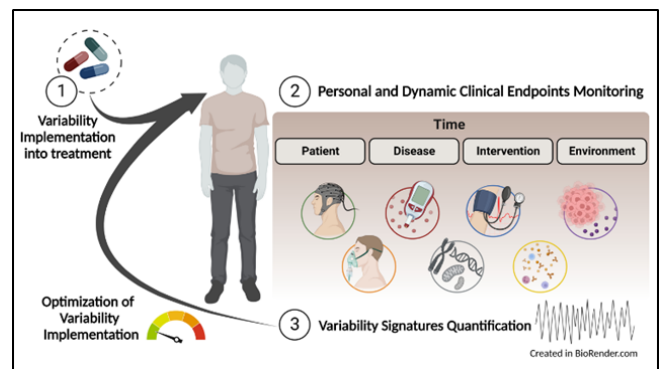 1
Variability
Implementation
into treatment
2 Personal and Dynamic Clinical Endpoints Monitoring
Time
Patient Disease Intervention Environment
Optimization of
Variability
Implementation
3 Variability Signatures Quantification
Created in BioRender.com